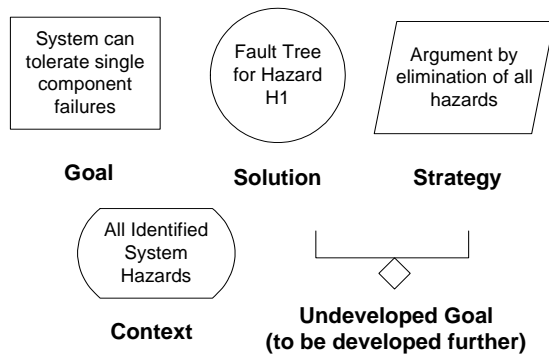 System can
tolerate single
component
failures
Goal
Fault Tree
for Hazard
H1
Solution
Argument by
elimination of all
hazards
Strategy
All Identified
System
Hazards
Context
Undeveloped Goal
(to be developed further)